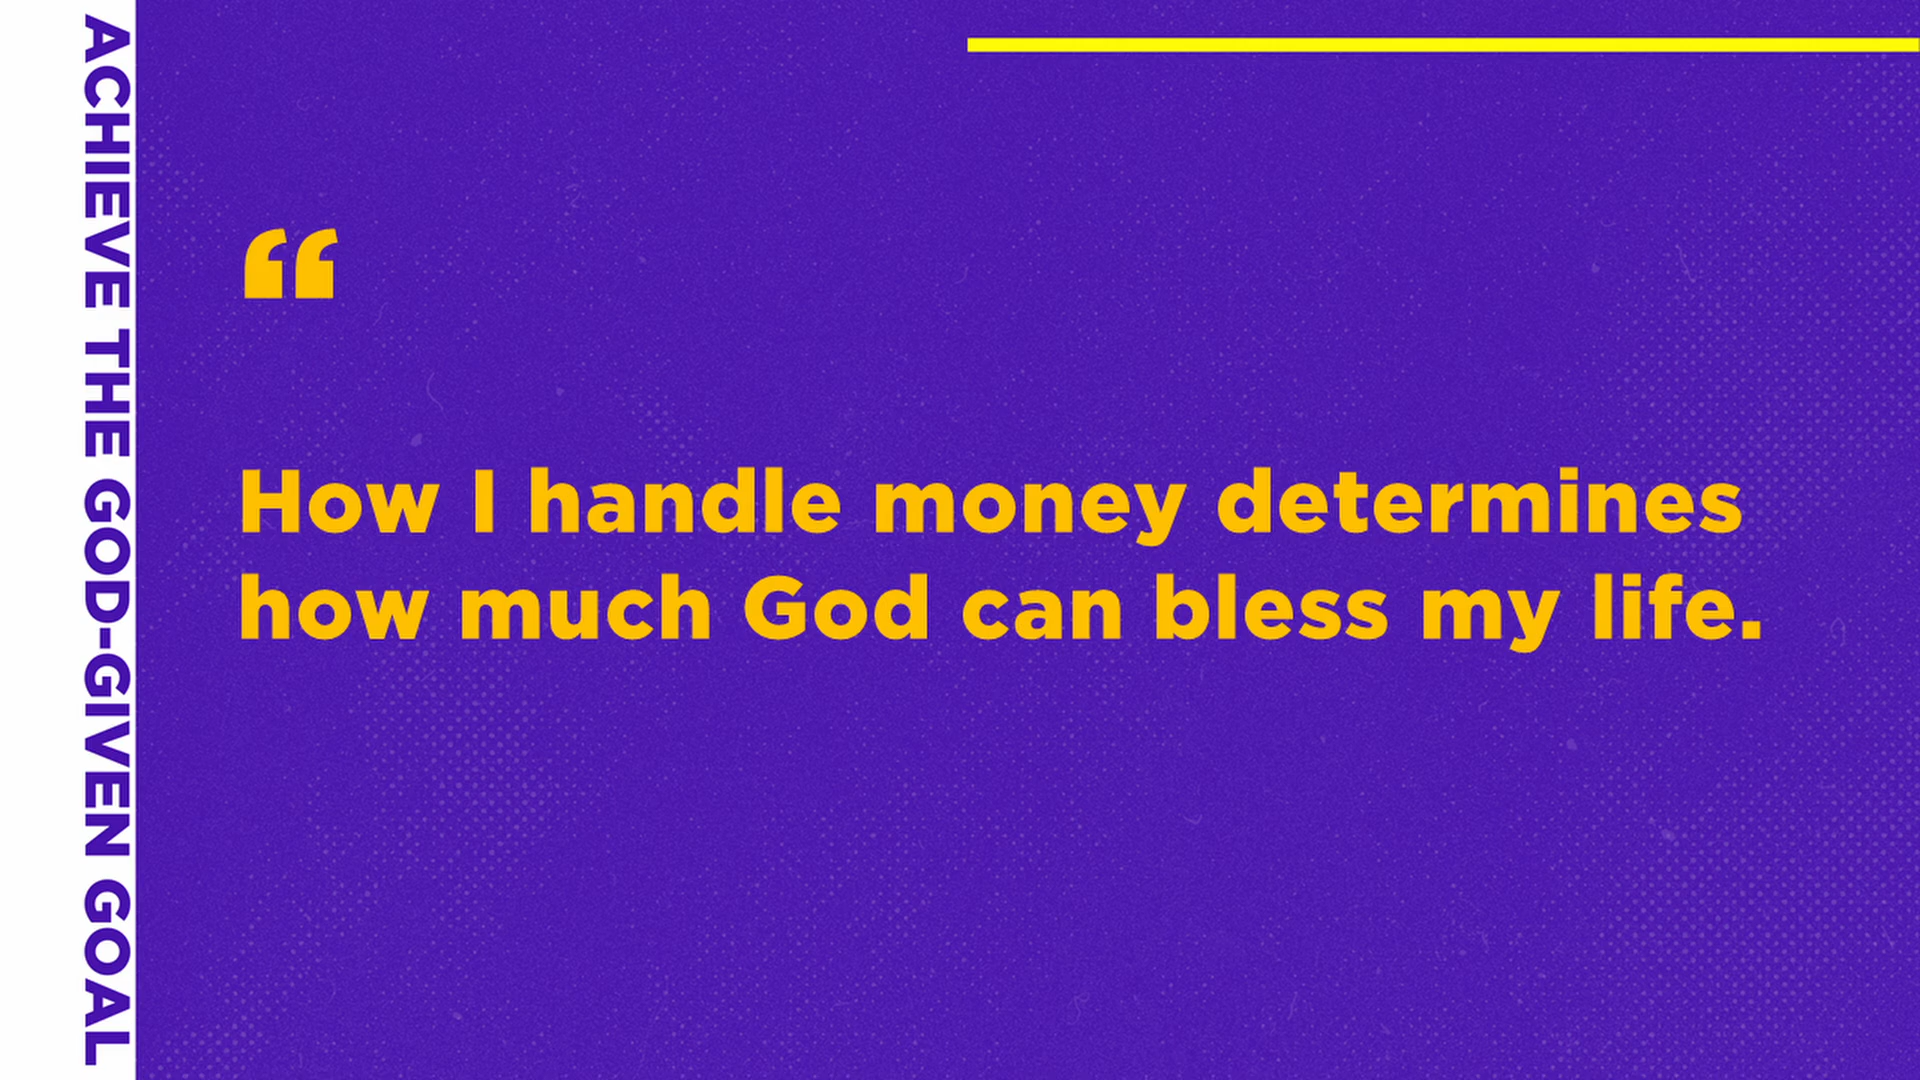 ACHIEVE THE GOD-GIVEN GOAL
“
How I handle money determines
how much God can bless my life.